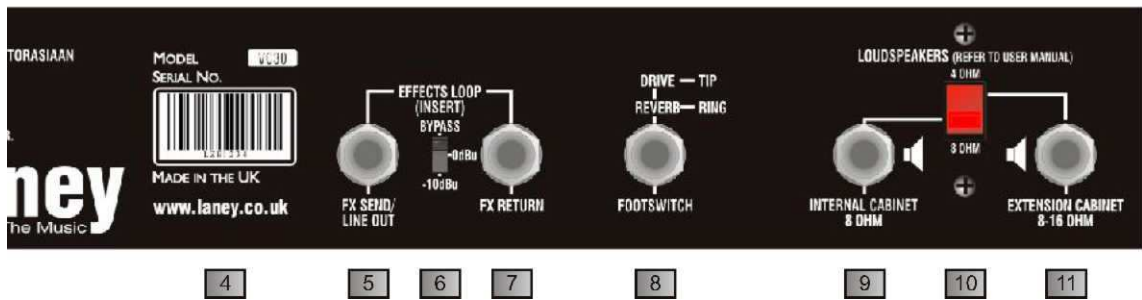 TORASIAAN
MODEL VC30
SERIAL NO.
MADE IN THE UK
www.laney.co.uk
ney
The Music
EFFECTS LOOP
(INSERT)
BYPASS
-0dBu
-10dBu
FX SEND/
LINE OUT
FX RETURN
DRIVE — TIP
REVERB — RING
FOOTSWITCH
LOUDSPEAKERS (REFER TO USER MANUAL)
4 OHM
8 OHM
INTERNAL CABINET
8 OHM
EXTENSION CABINET
8-16 OHM
4 5 6 7 8 9 10 11